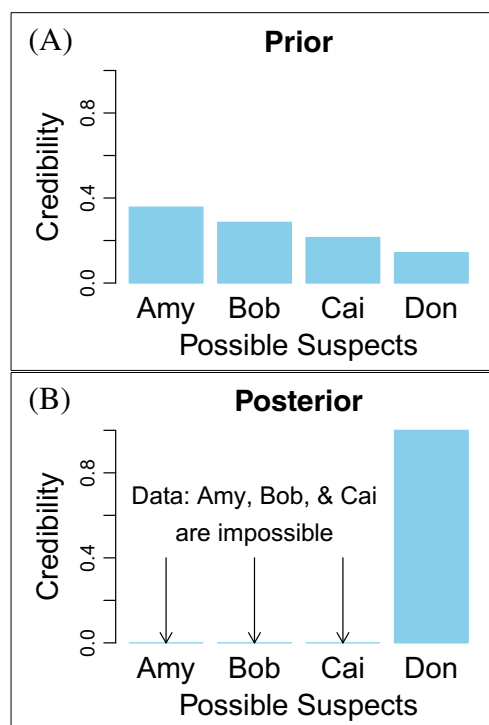 (A)
Prior
Credibility
0.0 0.4 0.8
Amy Bob Cai Don
Possible Suspects
(B)
Posterior
Credibility
0.0 0.4 0.8
Data: Amy, Bob, & Cai
are impossible
Amy Bob Cai Don
Possible Suspects